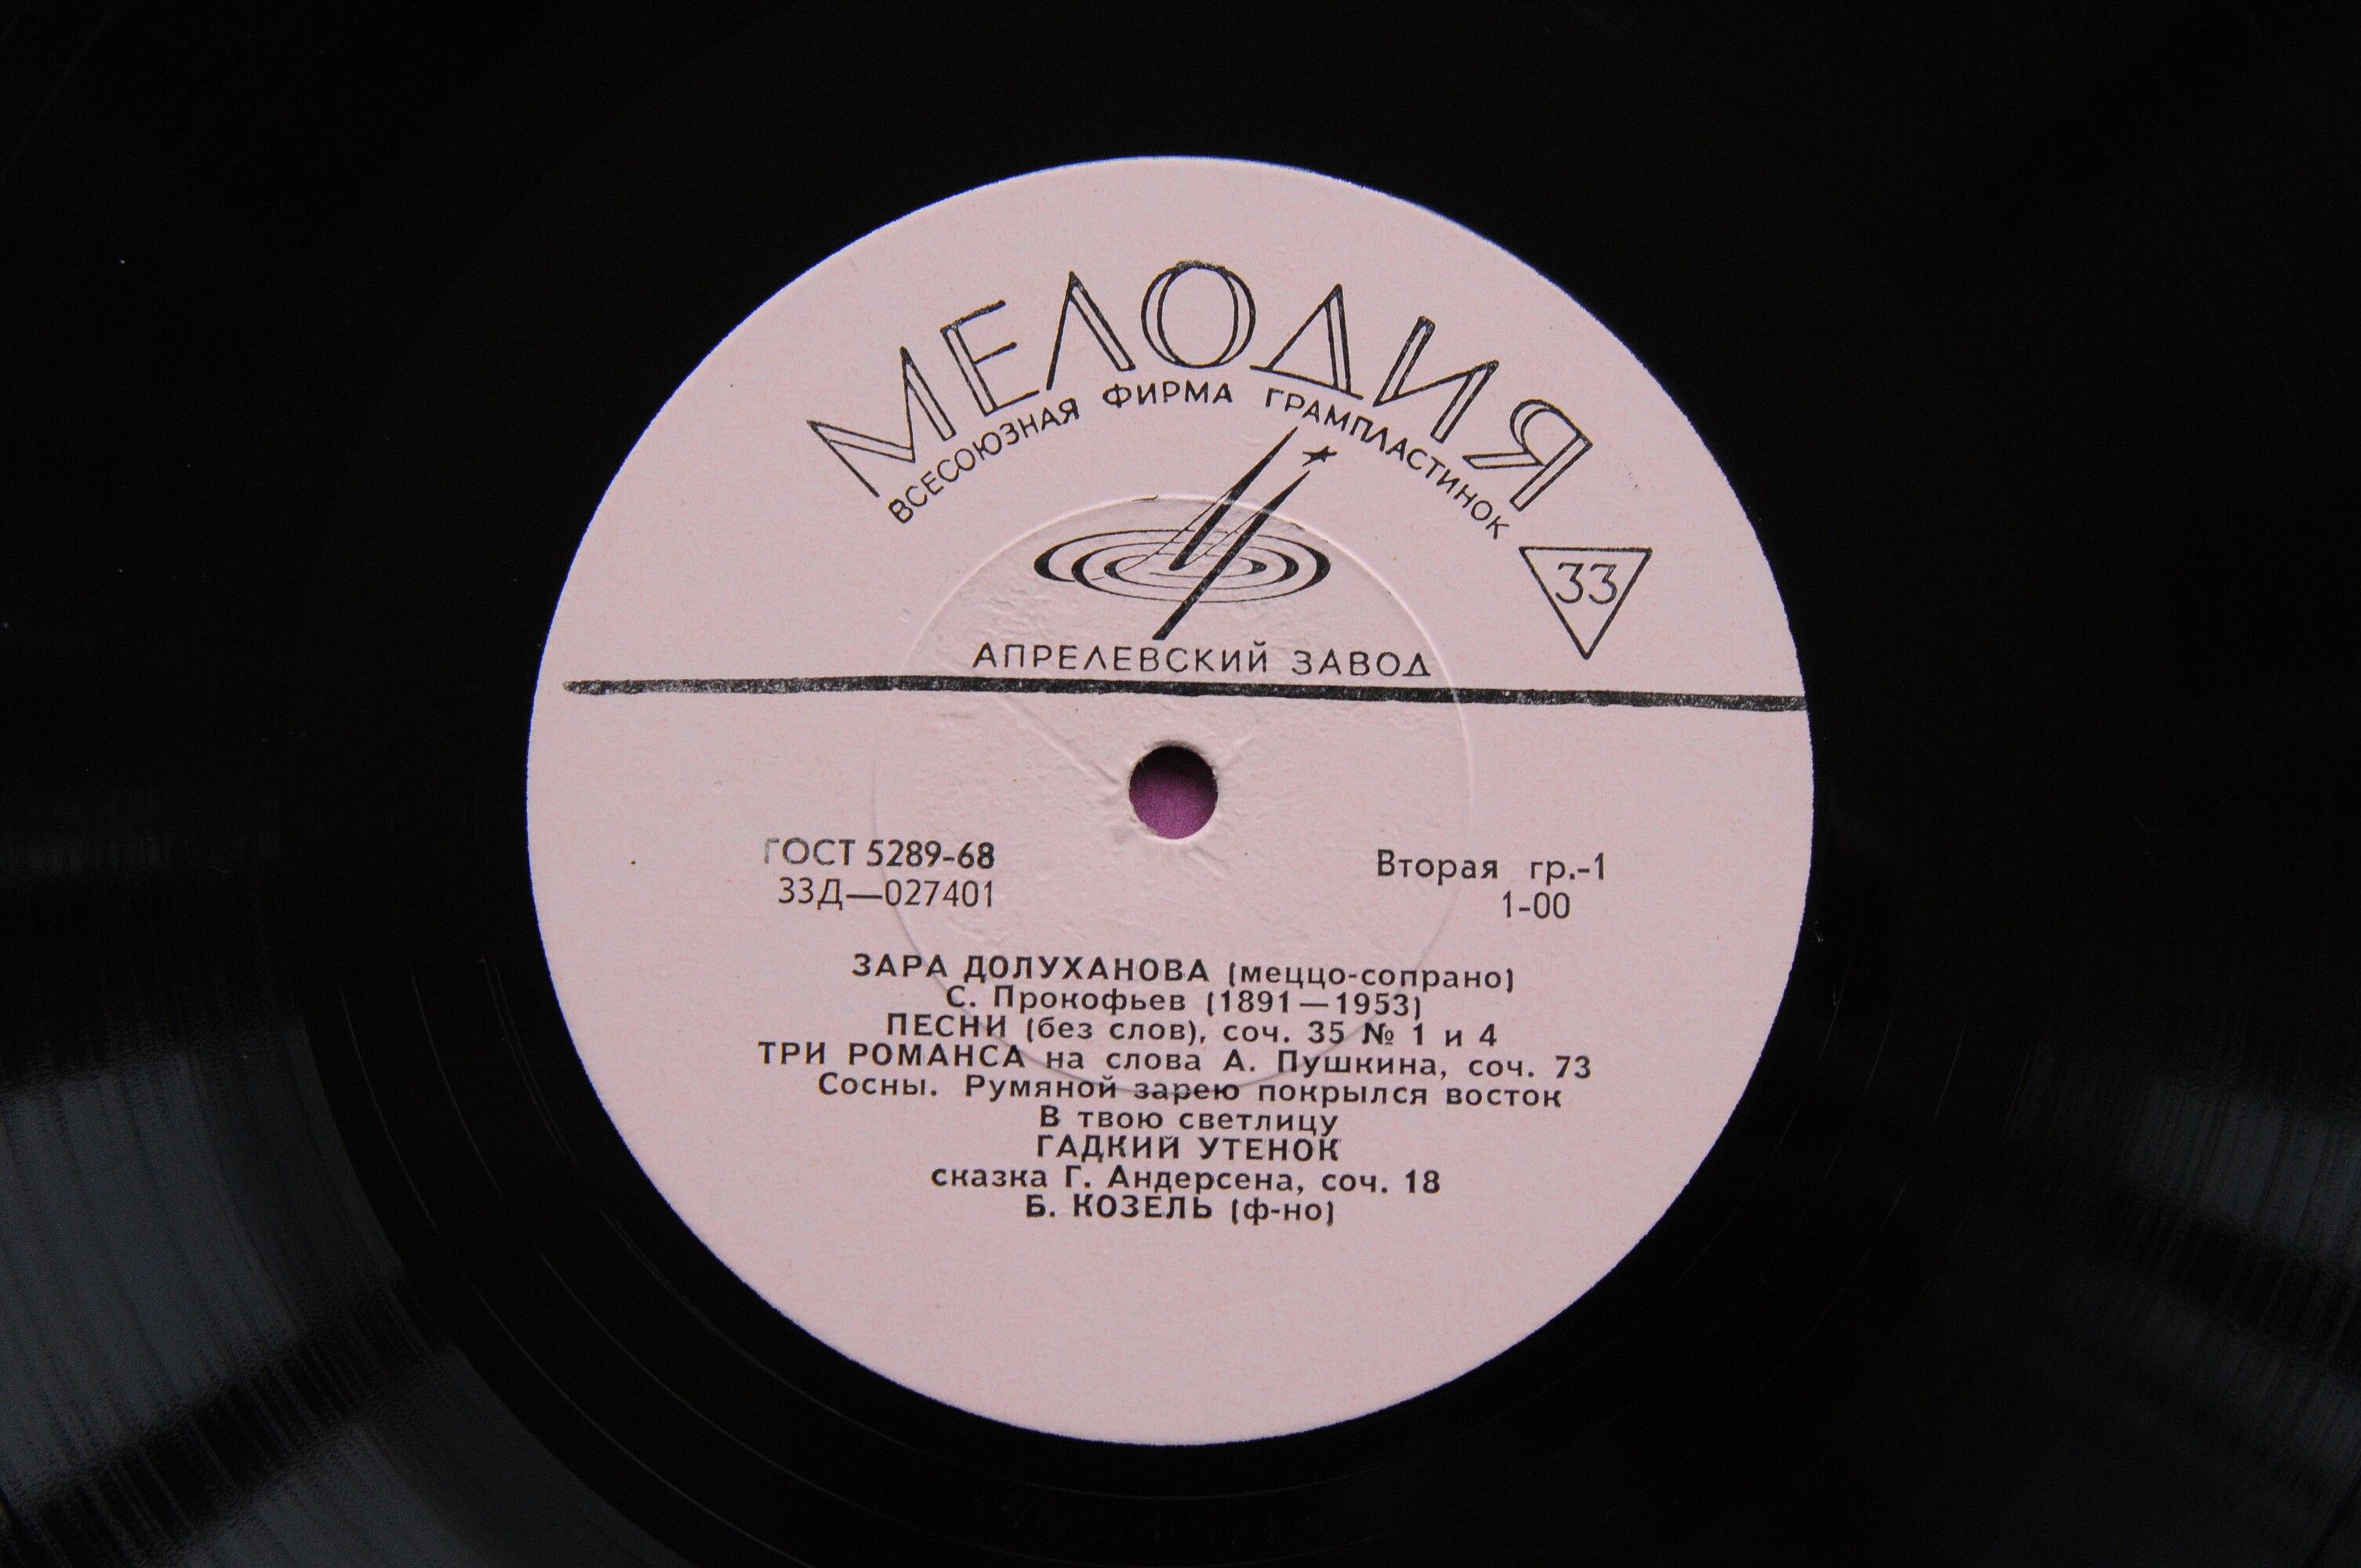 МЕЛОДИЯ
ВСЕСОЮЗНАЯ ФИРМА ГРАМПЛАСТИНОК
33
АПРЕЛЕВСКИЙ ЗАВОД
ГОСТ 5289-68
33Д—027401
Вторая гр.-1
1-00
ЗАРА ДОЛУХАНОВА (меццо-сопрано)
С. Прокофьев (1891—1953)
ПЕСНИ (без слов), соч. 35 № 1 и 4
ТРИ РОМАНСА на слова А. Пушкина, соч. 73
Сосны. Румяной зарею покрылся восток
В твою светлицу
ГАДКИЙ УТЕНОК
сказка Г. Андерсена, соч. 18
Б. КОЗЕЛЬ (ф-но)